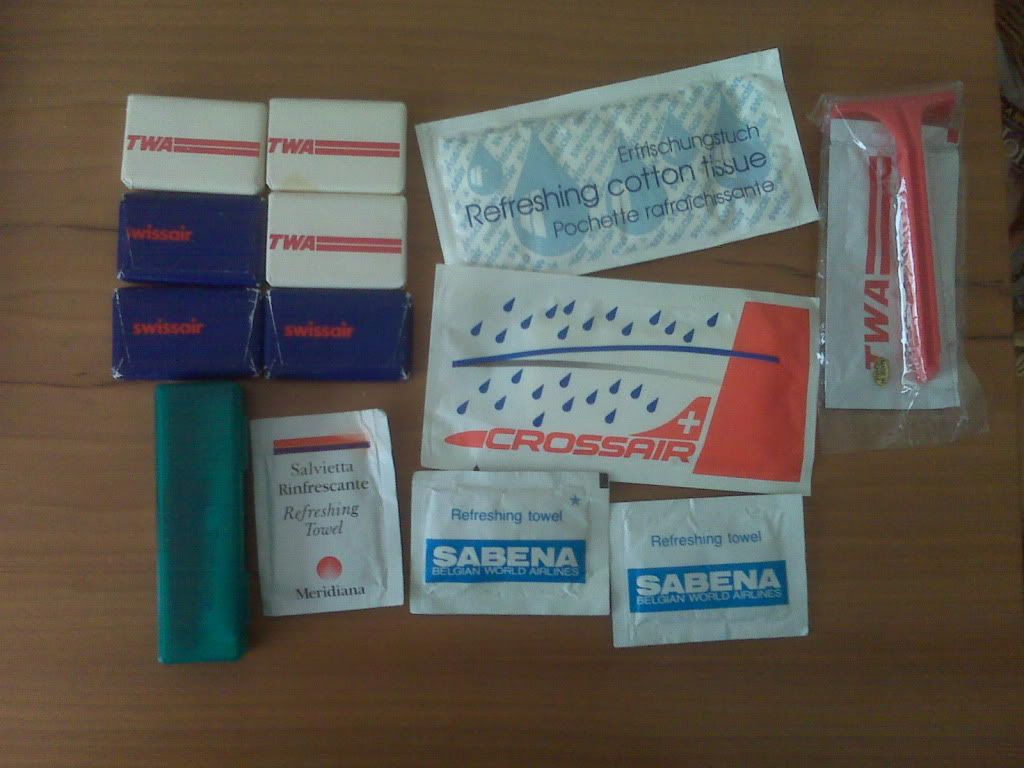 TWA
TWA
swissair
TWA
swissair
swissair
Erfrischungstuch
Refreshing cotton tissue
Pochette rafraîchissante
CROSSAIR
TWA
Salvietta
Rinfrescante
Refreshing
Towel
Meridiana
Refreshing towel
SABENA
BELGIAN WORLD AIRLINES
Refreshing towel
SABENA
BELGIAN WORLD AIRLINES